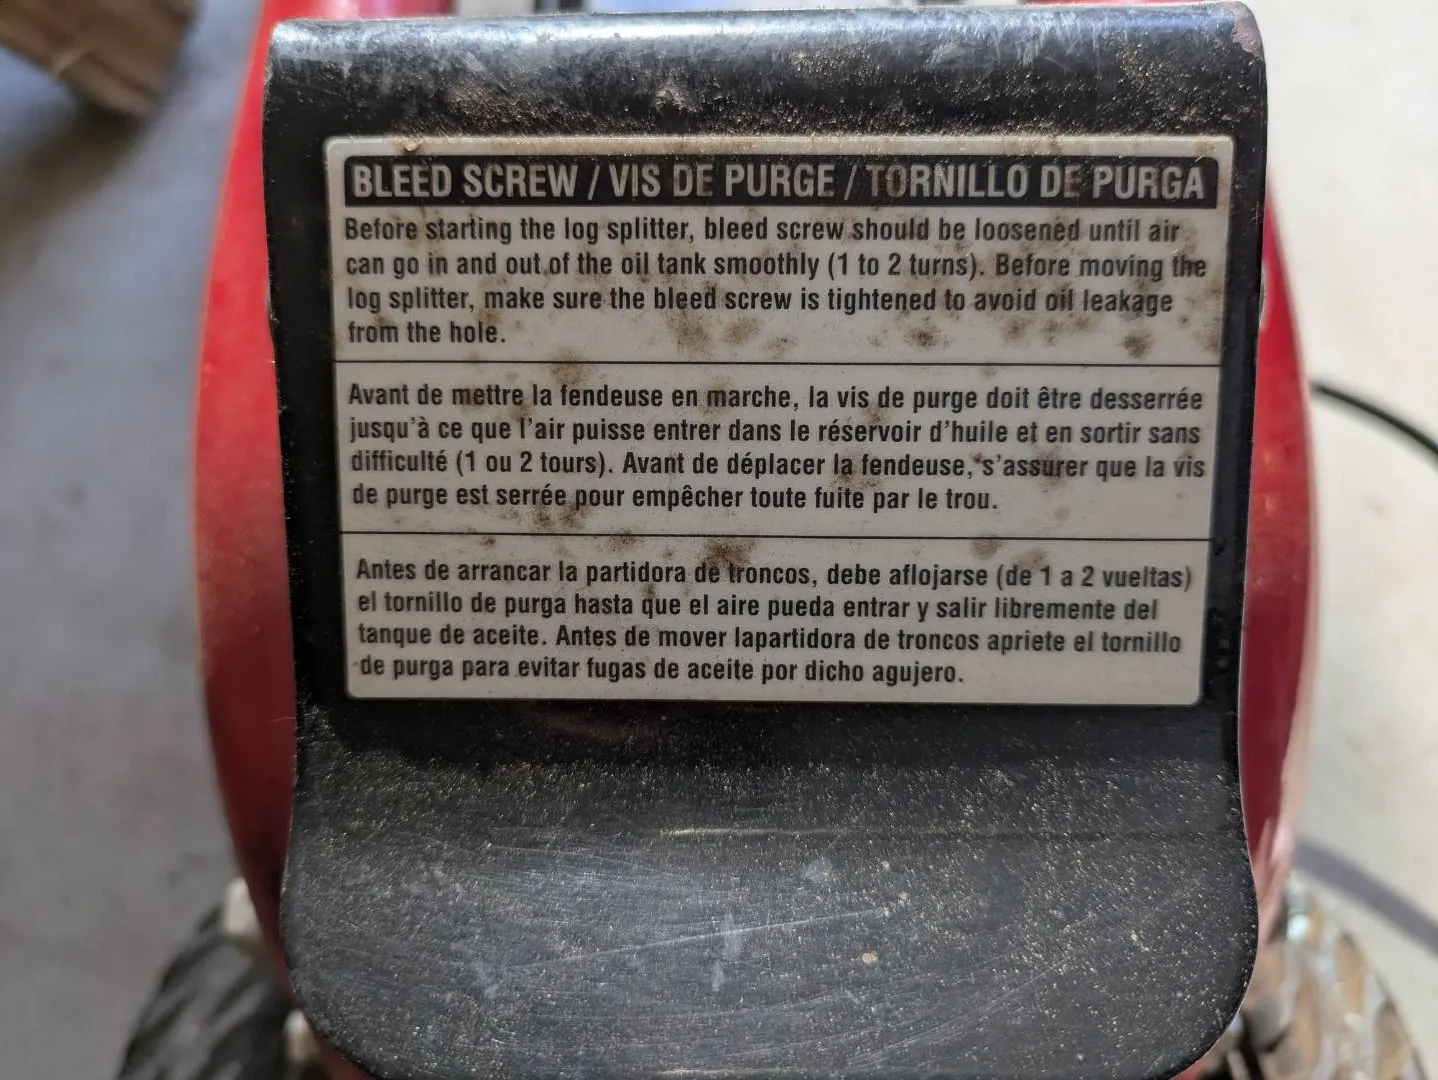 BLEED SCREW / VIS DE PURGE / TORNILLO DE PURGA
Before starting the log splitter, bleed screw should be loosened until air
can go in and out of the oil tank smoothly (1 to 2 turns). Before moving the
log splitter, make sure the bleed screw is tightened to avoid oil leakage
from the hole.
Avant de mettre la fendeuse en marche, la vis de purge doit être desserrée
jusqu'à ce que l'air puisse entrer dans le réservoir d'huile et en sortir sans
difficulté (1 ou 2 tours). Avant de déplacer la fendeuse, s'assurer que la vis
de purge est serrée pour empêcher toute fuite par le trou.
Antes de arrancar la partidora de troncos, debe aflojarse (de 1 a 2 vueltas)
el tornillo de purga hasta que el aire pueda entrar y salir libremente del
tanque de aceite. Antes de mover lapartidora de troncos apriete el tornillo
de purga para evitar fugas de aceite por dicho agujero.